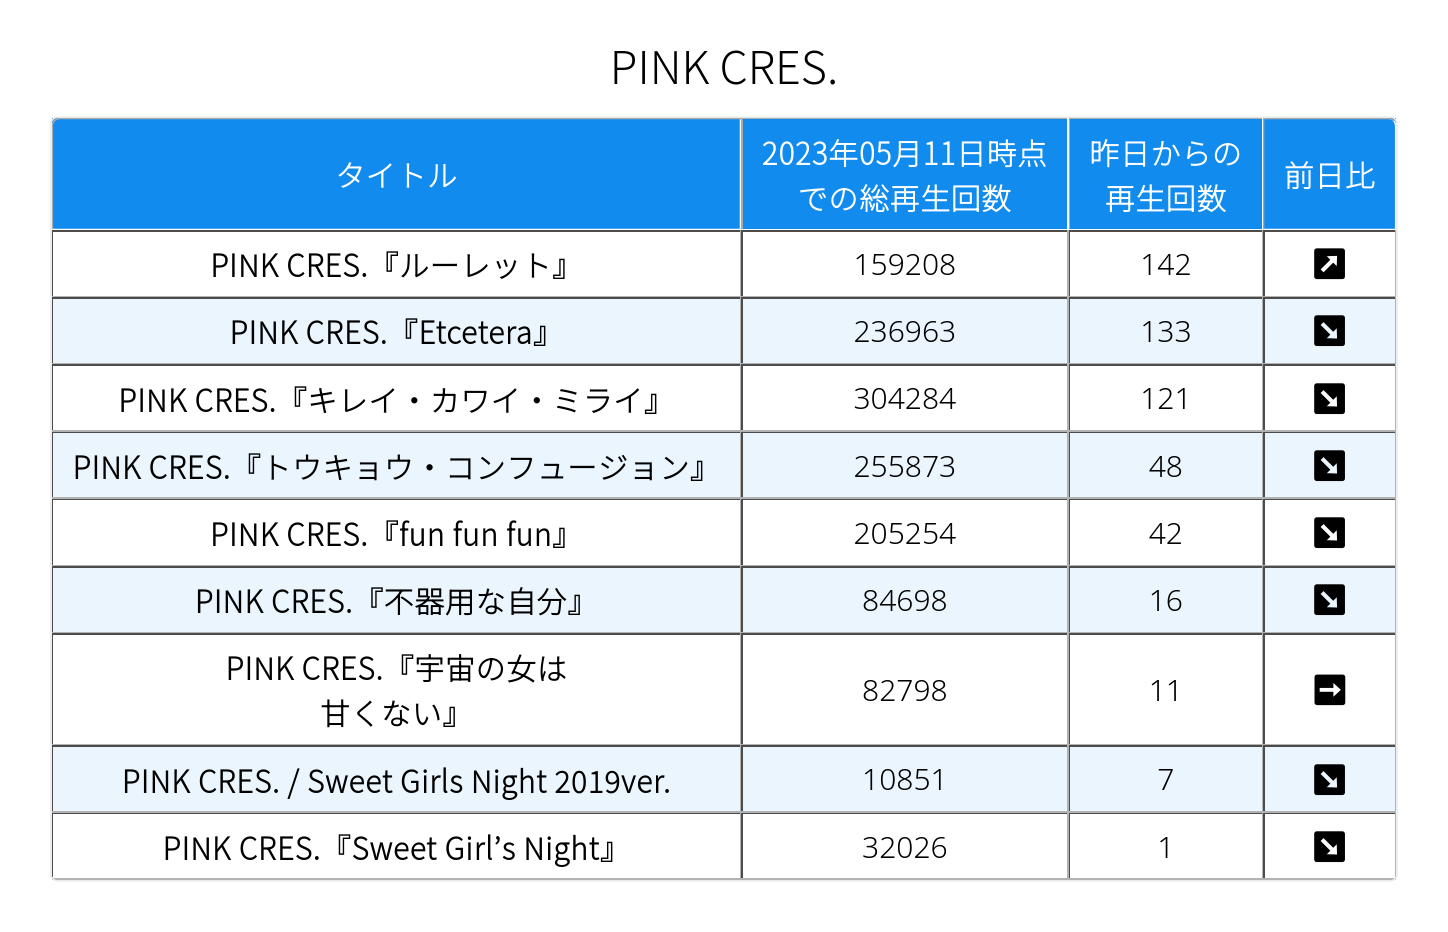 PINK CRES.
タイトル 2023年05月11日時点での総再生回数 昨日からの再生回数 前日比
PINK CRES.『ルーレット』 159208 142
PINK CRES.『Etcetera』 236963 133
PINK CRES.『キレイ・カワイ・ミライ』 304284 121
PINK CRES.『トウキョウ・コンフュージョン』 255873 48
PINK CRES.『fun fun fun』 205254 42
PINK CRES.『不器用な自分』 84698 16
PINK CRES.『宇宙の女は
甘くない』 82798 11
PINK CRES. / Sweet Girls Night 2019ver. 10851 7
PINK CRES.『Sweet Girl’s Night』 32026 1